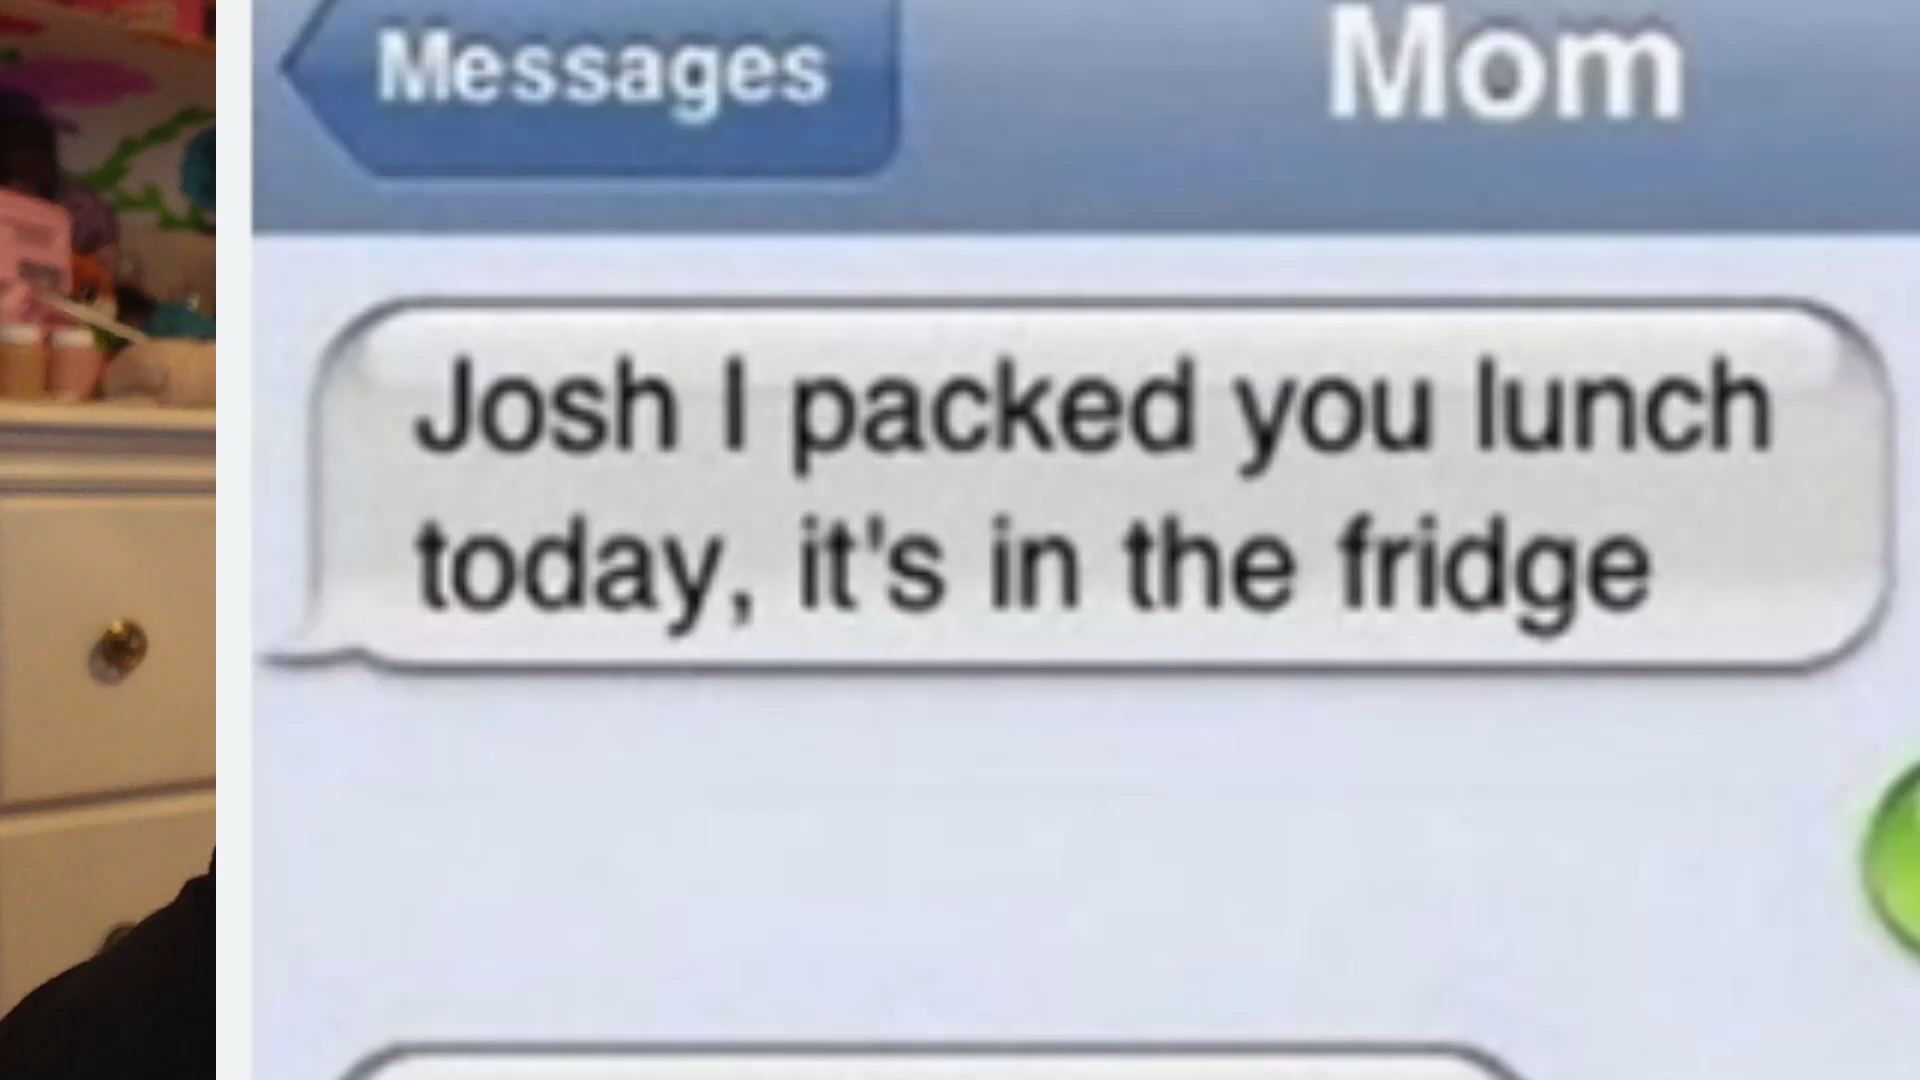 Messages
Mom
Josh I packed you lunch
today, it's in the fridge